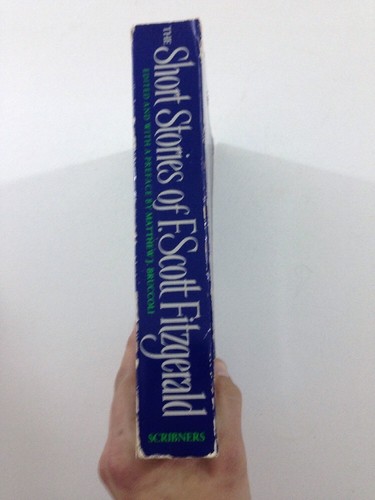 THE Short Stories of F. Scott Fitzgerald
EDITED AND WITH A PREFACE BY MATTHEW J. BRUCCOLI
SCRIBNERS